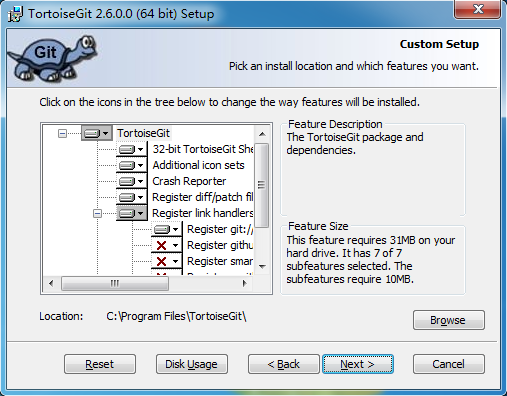 TortoiseGit 2.6.0.0 (64 bit) Setup
Git
Custom Setup
Pick an install location and which features you want.
Click on the icons in the tree below to change the way features will be installed.
TortoiseGit
32-bit TortoiseGit She
Additional icon sets
Crash Reporter
Register diff/patch fil
Register link handlers
Register git://
Register githu
Register smar
Feature Description
The TortoiseGit package and
dependencies.
Feature Size
This feature requires 31MB on your
hard drive. It has 7 of 7
subfeatures selected. The
subfeatures require 10MB.
Location: C:\Program Files\TortoiseGit\
Browse
Reset Disk Usage < Back Next > Cancel